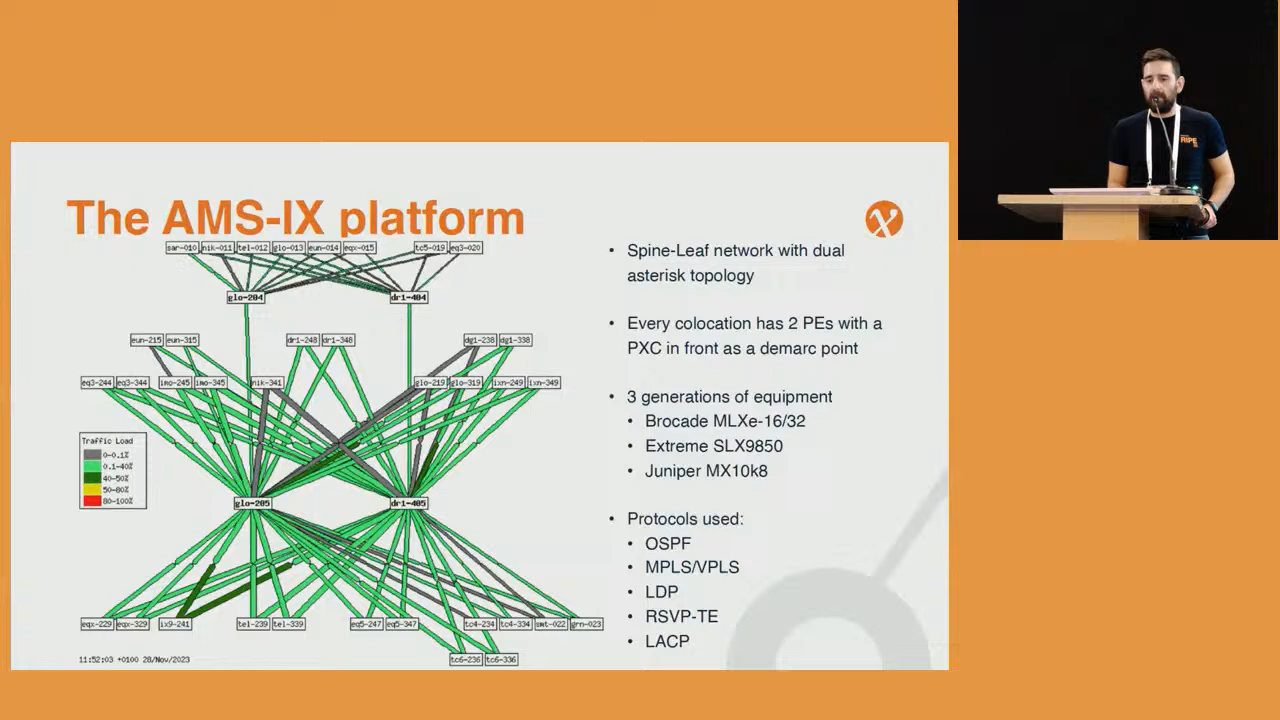 The AMS-IX platform
sar-010 nik-011 tel-012 glo-013 eun-014 eqx-015 tc5-019 eq3-020
glo-204 dr1-404
eun-215 eun-315 dr1-248 dr1-348 dg1-238 dg1-338
eq3-244 eq3-344 imo-245 imo-345 nik-341 glo-219 glo-319 ixn-249 ixn-349
Traffic Load
0-0.1%
0.1-40%
40-50%
50-80%
80-100%
glo-205 dr1-405
eqx-229 eqx-329 ix9-241 tel-239 tel-339 eq5-247 eq5-347 tc4-234 tc4-334 smt-022 grn-023
tc6-236 tc6-336
11:52:03 +0100 28/Nov/2023
• Spine-Leaf network with dual
asterisk topology
• Every colocation has 2 PEs with a
PXC in front as a demarc point
• 3 generations of equipment
• Brocade MLXe-16/32
• Extreme SLX9850
• Juniper MX10k8
• Protocols used:
• OSPF
• MPLS/VPLS
• LDP
• RSVP-TE
• LACP
RIPE